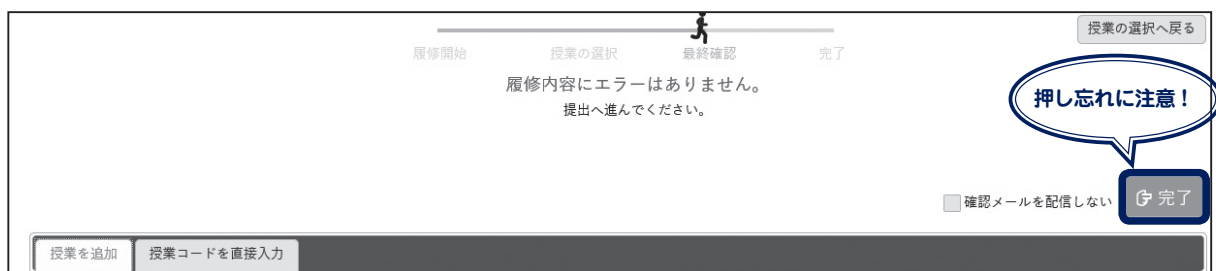 授業の選択へ戻る
履修開始 授業の選択 最終確認 完了
履修内容にエラーはありません。
提出へ進んでください。
押し忘れに注意！
確認メールを配信しない 完了
授業を追加 授業コードを直接入力